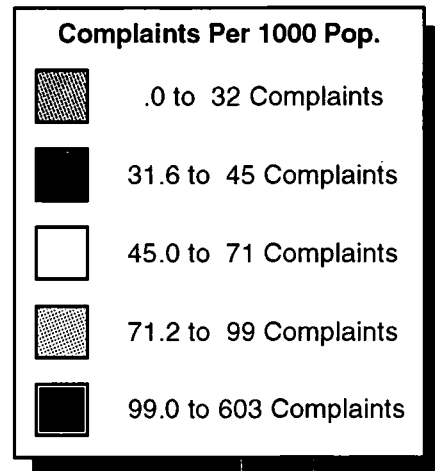 Complaints Per 1000 Pop.
.0 to 32 Complaints
31.6 to 45 Complaints
45.0 to 71 Complaints
71.2 to 99 Complaints
99.0 to 603 Complaints